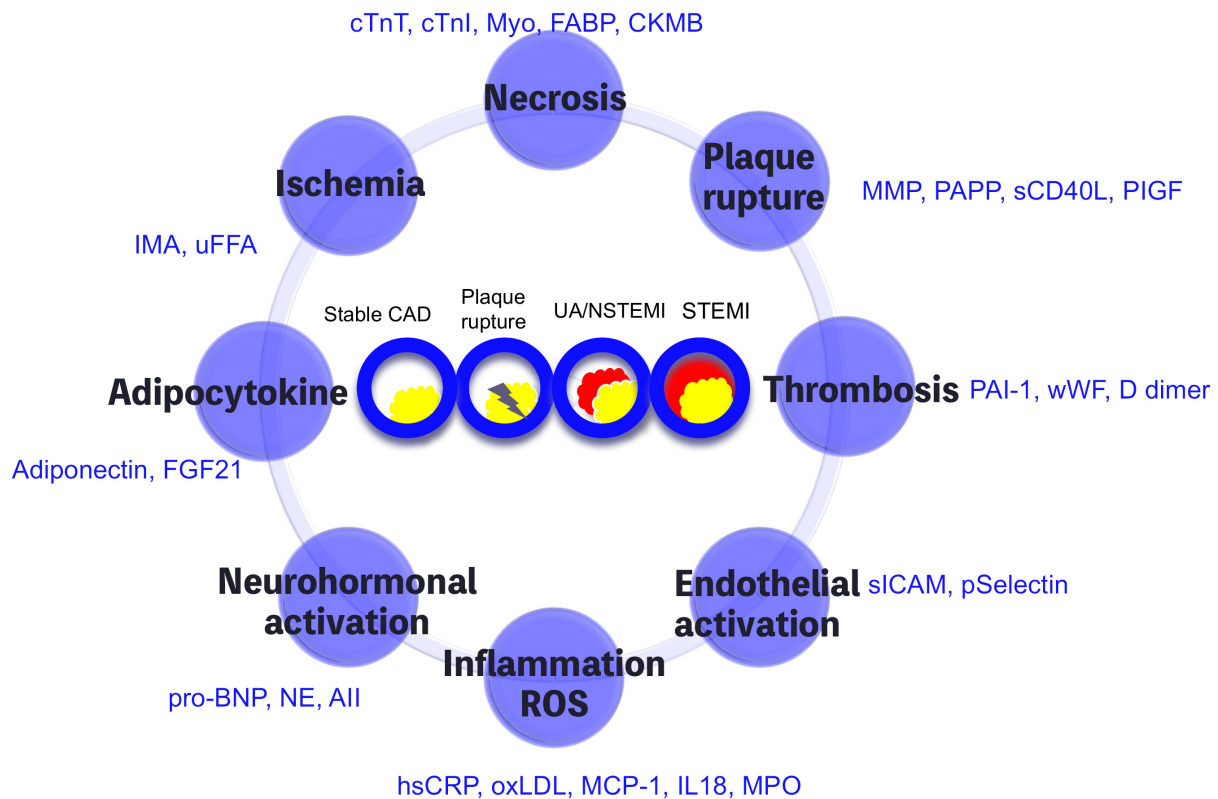 cTnT, cTnI, Myo, FABP, CKMB
Necrosis
Plaque
rupture
MMP, PAPP, sCD40L, PIGF
Ischemia
IMA, uFFA
Stable CAD
Plaque
rupture
UA/NSTEMI
STEMI
Adipocytokine
Adiponectin, FGF21
Thrombosis
PAI-1, wWF, D dimer
Neurohormonal
activation
pro-BNP, NE, AII
Endothelial
activation
sICAM, pSelectin
Inflammation
ROS
hsCRP, oxLDL, MCP-1, IL18, MPO